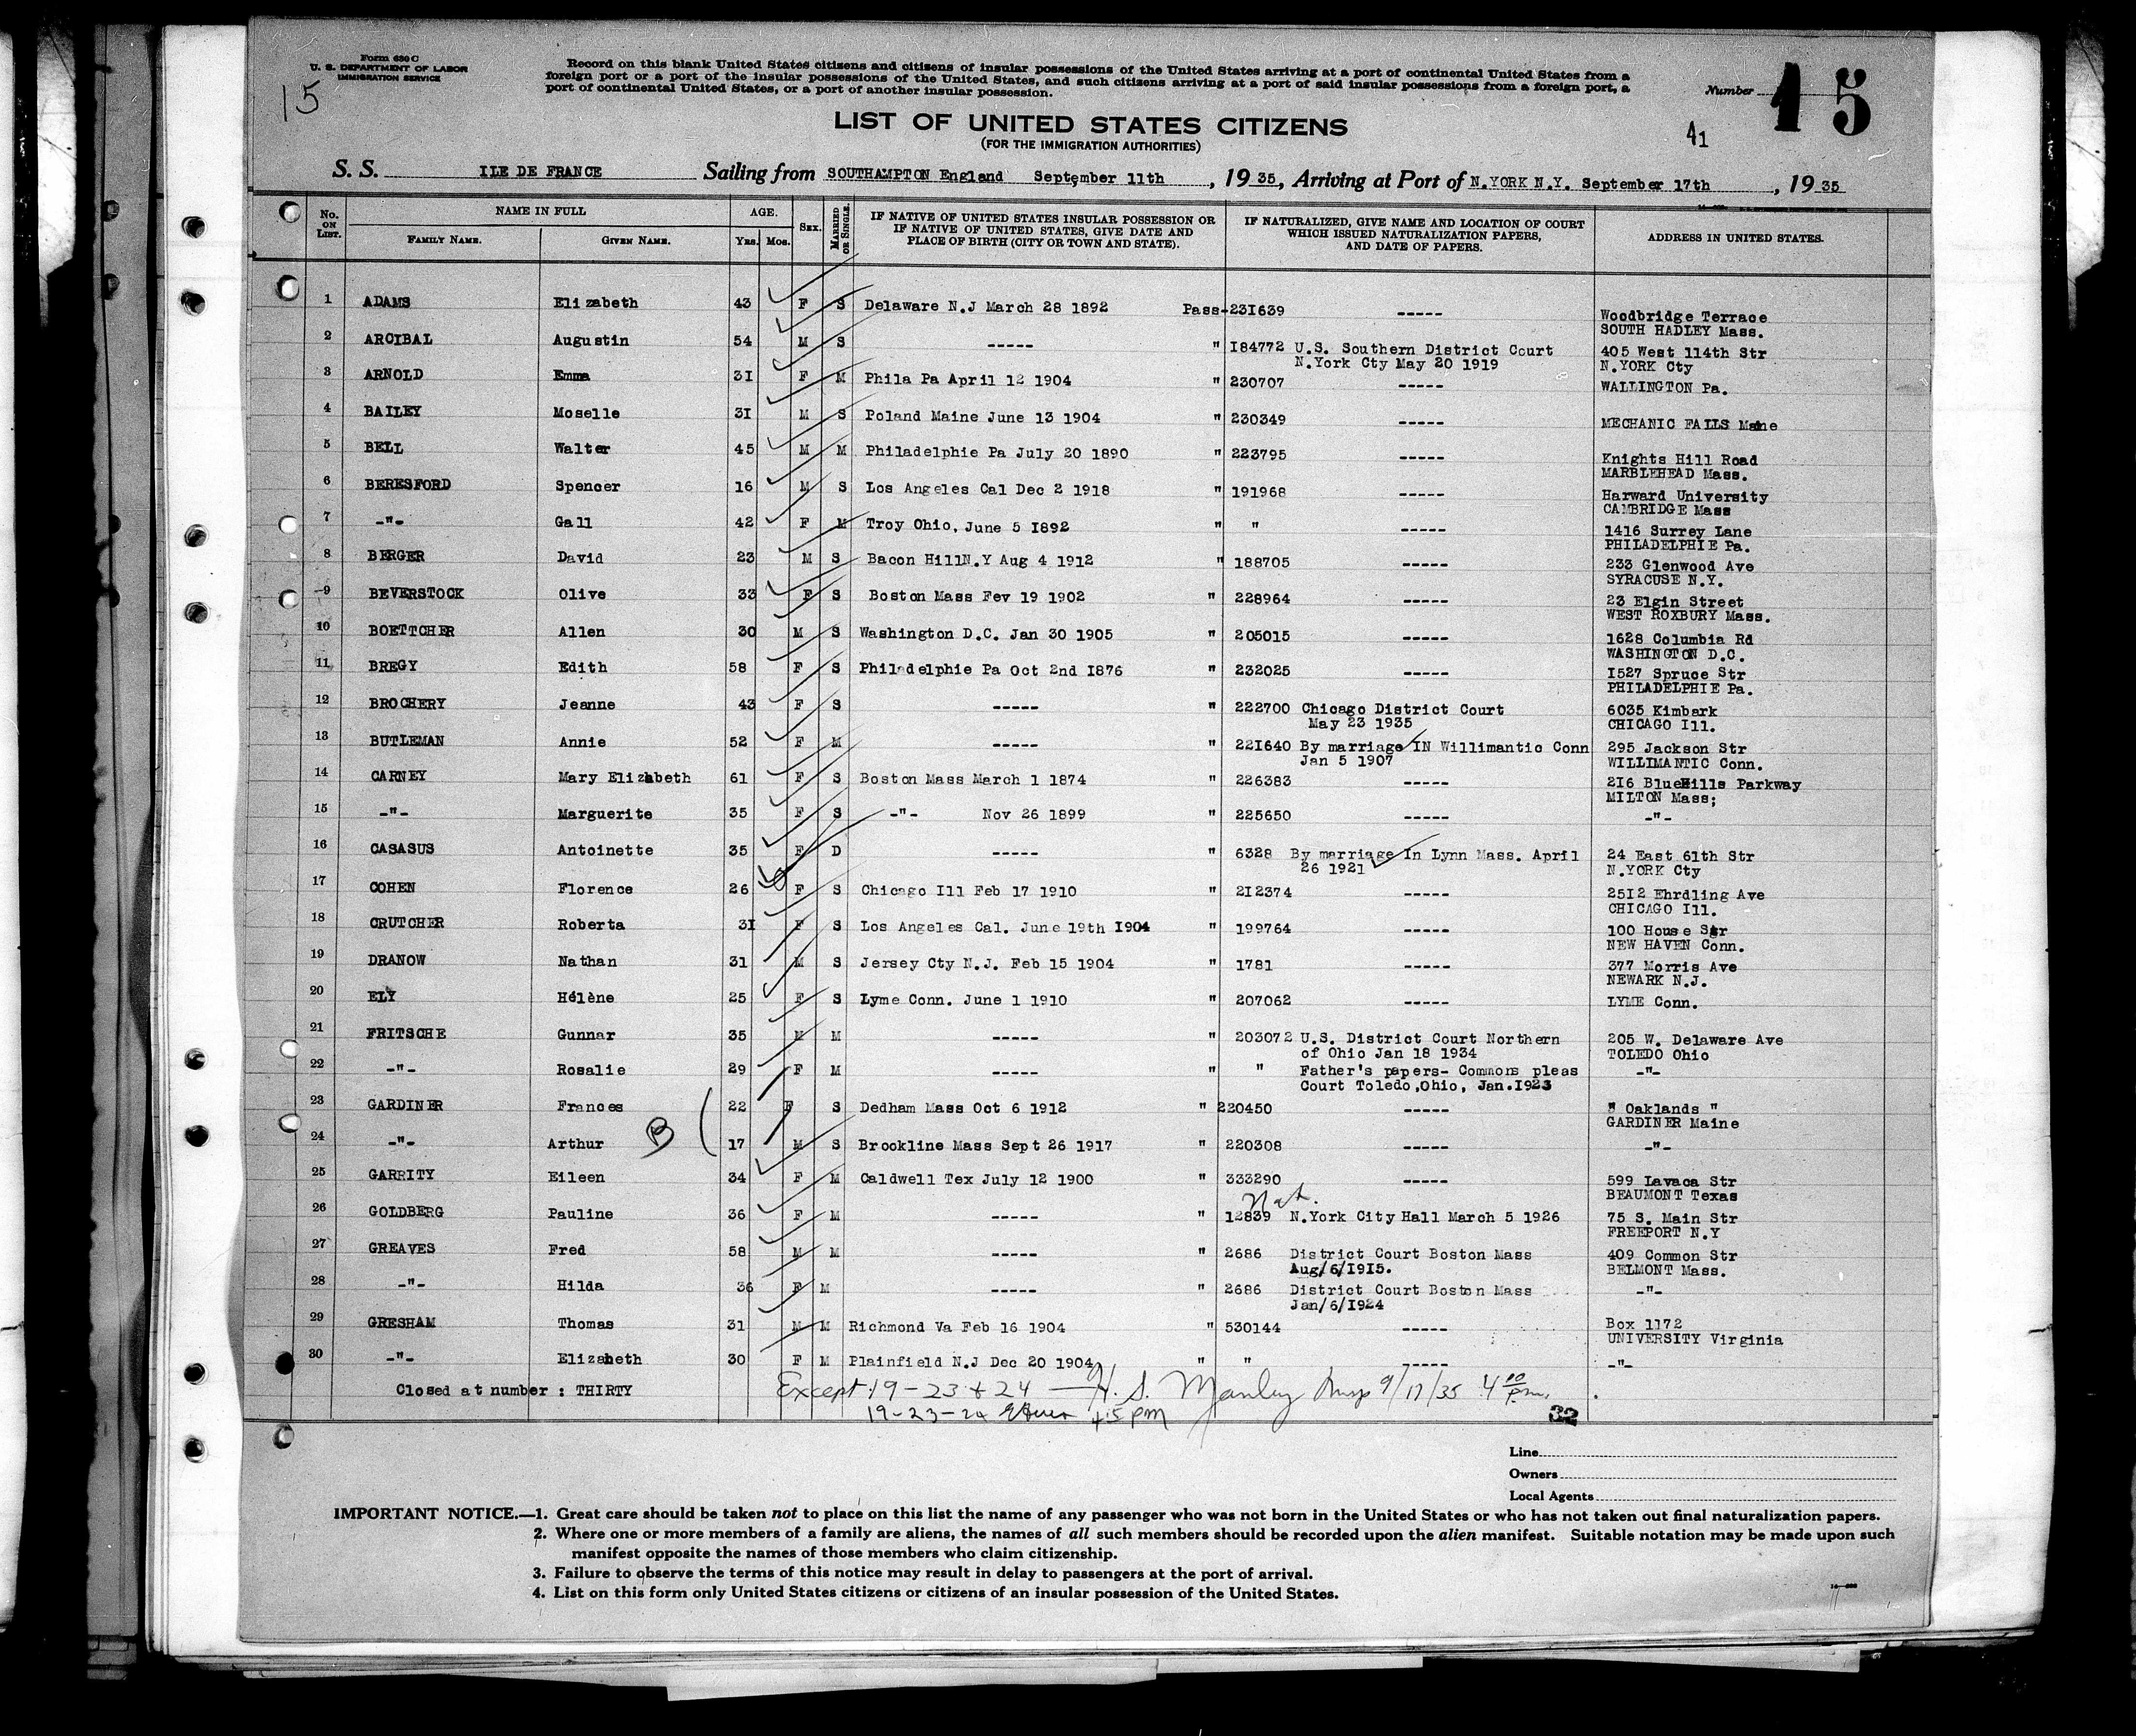 Form 630 C
U. S. DEPARTMENT OF LABOR
IMMIGRATION SERVICE
15
Record on this blank United States citizens and citizens of insular possessions of the United States arriving at a port of continental United States from a
foreign port or a port of the insular possessions of the United States, and such citizens arriving at a port of said insular possessions from a foreign port, a
port of continental United States, or a port of another insular possession.
Number 15
41
LIST OF UNITED STATES CITIZENS
(FOR THE IMMIGRATION AUTHORITIES)
S. S. ILE DE FRANCE Sailing from SOUTHAMPTON England September 11th, 1935, Arriving at Port of N.YORK N.Y. September 17th, 1935
No. ON LIST. NAME IN FULL FAMILY NAME. GIVEN NAME. AGE. Yrs. Mos. SEX. MARRIED OR SINGLE. IF NATIVE OF UNITED STATES INSULAR POSSESSION OR IF NATIVE OF UNITED STATES, GIVE DATE AND PLACE OF BIRTH (CITY OR TOWN AND STATE). IF NATURALIZED, GIVE NAME AND LOCATION OF COURT WHICH ISSUED NATURALIZATION PAPERS, AND DATE OF PAPERS. ADDRESS IN UNITED STATES.
1 ADAMS Elizabeth 43 F S Delaware N.J March 28 1892 Pass-231639 ----- Woodbridge Terrace
SOUTH HADLEY Mass.
2 ARCIBAL Augustin 54 M S ----- " 184772 U.S. Southern District Court 405 West 114th Str
N.York Cty May 20 1919 N.YORK Cty
3 ARNOLD Emma 31 F M Phila Pa April 12 1904 " 230707 ----- WALLINGTON Pa.
4 BAILEY Moselle 31 M S Poland Maine June 13 1904 " 230349 ----- MECHANIC FALLS Mane
5 BELL Walter 45 M M Philadelphie Pa July 20 1890 " 223795 ----- Knights Hill Road
MARBLEHEAD Mass.
6 BERESFORD Spencer 16 M S Los Angeles Cal Dec 2 1918 " 191968 ----- Harward University
CAMBRIDGE Mass
7 -"- Gall 42 F M Troy Ohio, June 5 1892 " " ----- 1416 Surrey Lane
PHILADELPHIE Pa.
8 BERGER David 23 M S Bacon HillN.Y Aug 4 1912 " 188705 ----- 233 Glenwood Ave
SYRACUSE N.Y.
9 BEVERSTOCK Olive 33 F S Boston Mass Fev 19 1902 " 228964 ----- 23 Elgin Street
WEST ROXBURY Mass.
10 BOETTCHER Allen 30 M S Washington D.C. Jan 30 1905 " 205015 ----- 1628 Columbia Rd
WASHINGTON D.C.
11 BREGY Edith 58 F S Philadelphie Pa Oct 2nd 1876 " 232025 ----- 1527 Spruce Str
PHILADELPHIE Pa.
12 BROCHERY Jeanne 43 F S ----- " 222700 Chicago District Court 6035 Kimbark
May 23 1935 CHICAGO Ill.
13 BUTLEMAN Annie 52 F M ----- " 221640 By marriage IN Willimantic Conn 295 Jackson Str
Jan 5 1907 WILLIMANTIC Conn.
14 CARNEY Mary Elizabeth 61 F S Boston Mass March 1 1874 " 226383 ----- 216 BlueHills Parkway
MILTON Mass;
15 -"- Marguerite 35 F S -"- Nov 26 1899 " 225650 ----- -"-
16 CASASUS Antoinette 35 F D ----- " 6328 By marriage In Lynn Mass. April 24 East 61th Str
26 1921 N.YORK Cty
17 COHEN Florence 26 F S Chicago Ill Feb 17 1910 " 212374 ----- 2512 Ehrdling Ave
CHICAGO Ill.
18 CRUTCHER Roberta 31 F S Los Angeles Cal. June 19th 1904 " 199764 ----- 100 House Str
NEW HAVEN Conn.
19 DRANOW Nathan 31 M S Jersey Cty N.J. Feb 15 1904 " 1781 ----- 377 Morris Ave
NEWARK N.J.
20 ELY Hélène 25 F S Lyme Conn. June 1 1910 " 207062 ----- LYME Conn.
21 FRITSCHE Gunnar 35 M M ----- " 203072 U.S. District Court Northern 205 W. Delaware Ave
of Ohio Jan 18 1934 TOLEDO Ohio
22 -"- Rosalie 29 F M ----- " " Father's papers- Commons pleas -"-
Court Toledo,Ohio, Jan.1923
23 GARDINER Frances 22 F S Dedham Mass Oct 6 1912 " 220450 ----- " Oaklands "
GARDINER Maine
24 -"- Arthur B 17 M S Brookline Mass Sept 26 1917 " 220308 ----- -"-
25 GARRITY Eileen 34 F M Caldwell Tex July 12 1900 " 333290 ----- 599 Lavaca Str
BEAUMONT Texas
Nat.
26 GOLDBERG Pauline 36 F M ----- " 12839 N.York City Hall March 5 1926 75 S. Main Str
FREEPORT N.Y
27 GREAVES Fred 58 M M ----- " 2686 District Court Boston Mass 409 Common Str
Aug/6/1915. BELMONT Mass.
28 -"- Hilda 36 F M ----- " 2686 District Court Boston Mass -"-
Jan/6/1924
29 GRESHAM Thomas 31 M M Richmond Va Feb 16 1904 " 530144 ----- Box 1172
UNIVERSITY Virginia
30 -"- Elizabeth 30 F M Plainfield N.J Dec 20 1904 " " ----- -"-
Closed at number : THIRTY Except 19-23+24 — H. S. Manley Insp 9/17/35 4 00 pm.
19-23-24 4:5 pm 32
Line
Owners
Local Agents
IMPORTANT NOTICE.—1. Great care should be taken not to place on this list the name of any passenger who was not born in the United States or who has not taken out final naturalization papers.
2. Where one or more members of a family are aliens, the names of all such members should be recorded upon the alien manifest. Suitable notation may be made upon such
manifest opposite the names of those members who claim citizenship.
3. Failure to observe the terms of this notice may result in delay to passengers at the port of arrival.
4. List on this form only United States citizens or citizens of an insular possession of the United States.